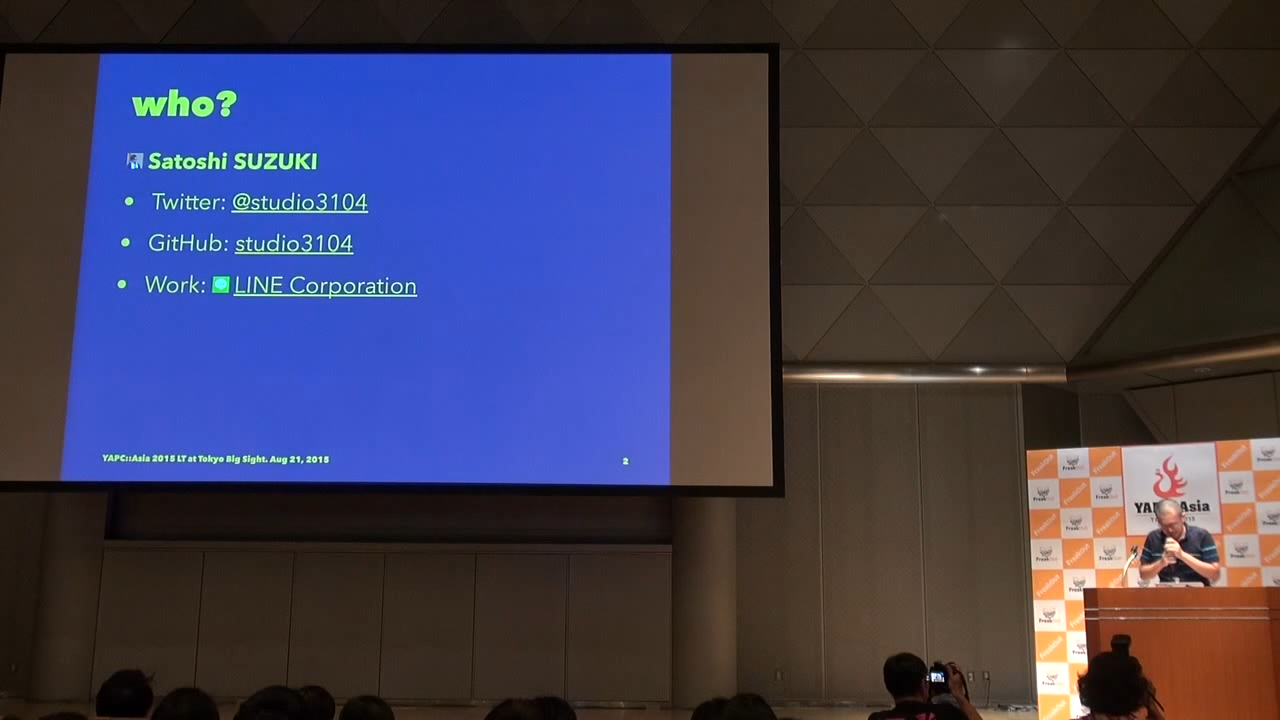 who?
Satoshi SUZUKI
• Twitter: @studio3104
• GitHub: studio3104
• Work: LINE Corporation
YAPC::Asia 2015 LT at Tokyo Big Sight. Aug 21, 2015
2
FreakOut
Asia